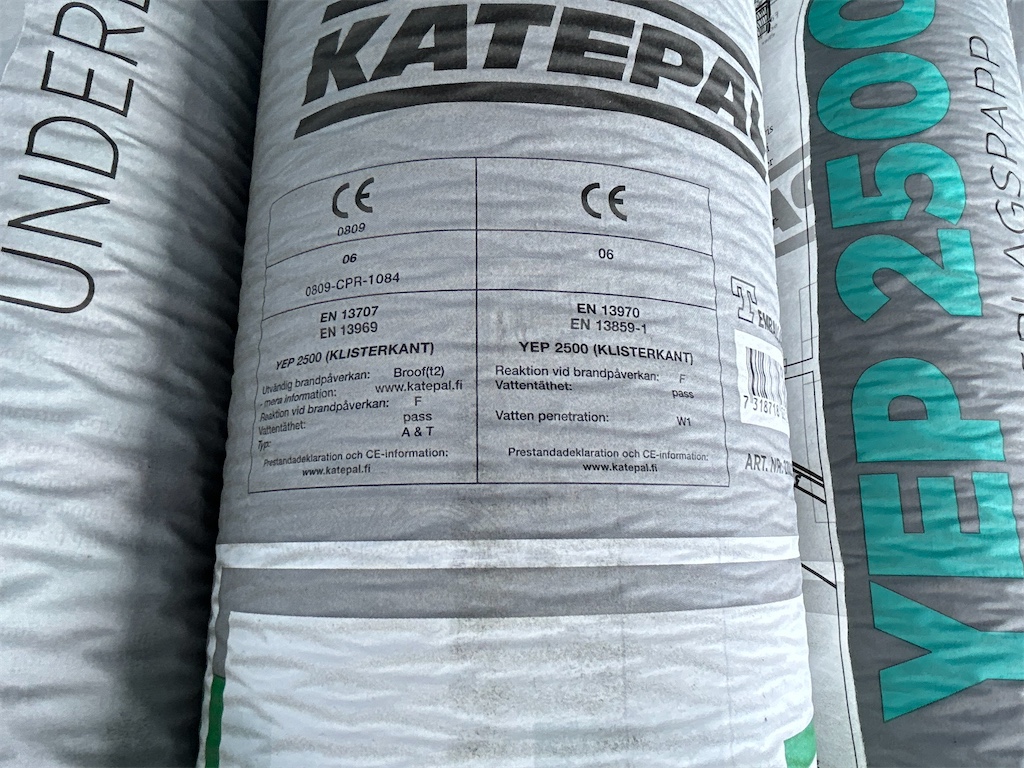 KATEPAL
CE
0809
06
0809-CPR-1084
EN 13707
EN 13969
YEP 2500 (KLISTERKANT)
Utvändig brandpåverkan: Broof(t2)
– mera information: www.katepal.fi
Reaktion vid brandpåverkan: F
Vattentäthet: pass
Typ: A & T
Prestandadeklaration och CE-information:
www.katepal.fi
CE
06
EN 13970
EN 13859-1
YEP 2500 (KLISTERKANT)
Reaktion vid brandpåverkan: F
Vattentäthet: pass
Vatten penetration: W1
Prestandadeklaration och CE-information:
www.katepal.fi
7 318718
ART. NR:
YEP 2500